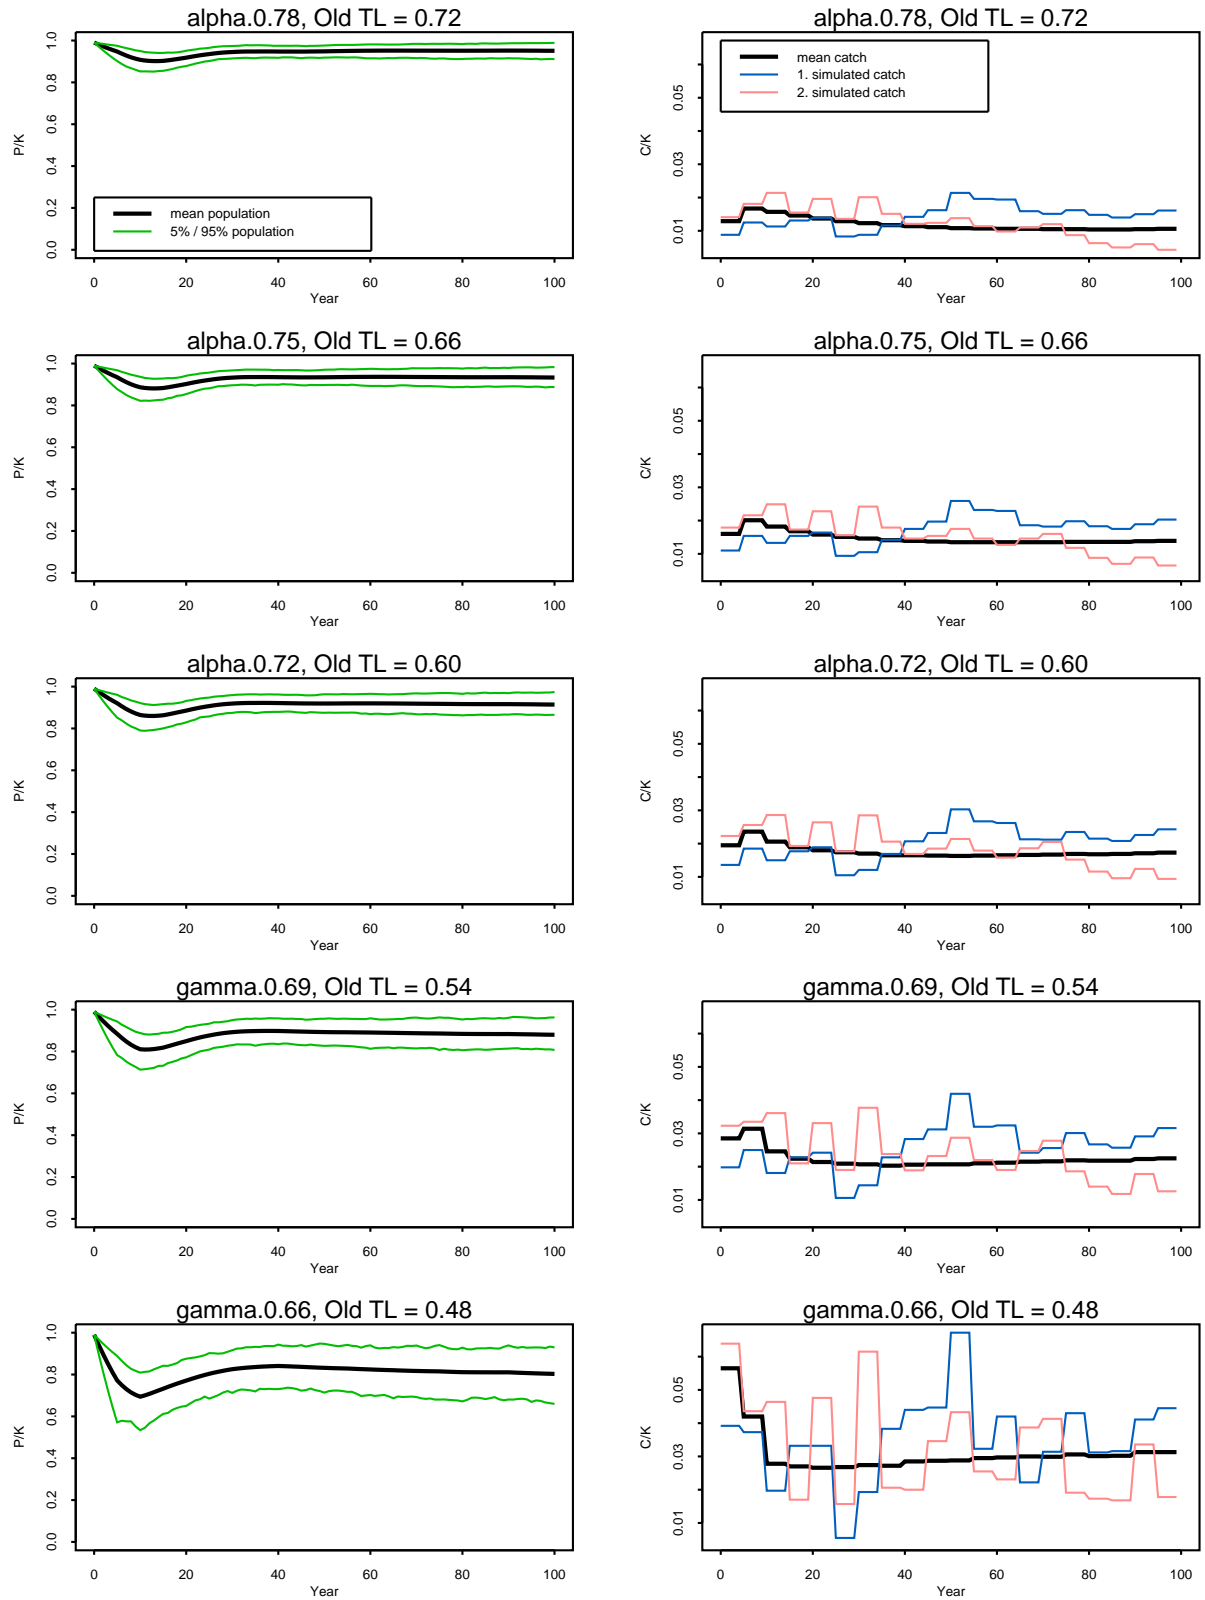 alpha.0.78, Old TL = 0.72
P/K
0.0 0.2 0.4 0.6 0.8 1.0
mean population
5% / 95% population
0 20 40 60 80 100
Year
alpha.0.78, Old TL = 0.72
C/K
0.01 0.03 0.05
mean catch
1. simulated catch
2. simulated catch
0 20 40 60 80 100
Year
alpha.0.75, Old TL = 0.66
P/K
0.0 0.2 0.4 0.6 0.8 1.0
0 20 40 60 80 100
Year
alpha.0.75, Old TL = 0.66
C/K
0.01 0.03 0.05
0 20 40 60 80 100
Year
alpha.0.72, Old TL = 0.60
P/K
0.0 0.2 0.4 0.6 0.8 1.0
0 20 40 60 80 100
Year
alpha.0.72, Old TL = 0.60
C/K
0.01 0.03 0.05
0 20 40 60 80 100
Year
gamma.0.69, Old TL = 0.54
P/K
0.0 0.2 0.4 0.6 0.8 1.0
0 20 40 60 80 100
Year
gamma.0.69, Old TL = 0.54
C/K
0.01 0.03 0.05
0 20 40 60 80 100
Year
gamma.0.66, Old TL = 0.48
P/K
0.0 0.2 0.4 0.6 0.8 1.0
0 20 40 60 80 100
Year
gamma.0.66, Old TL = 0.48
C/K
0.01 0.03 0.05
0 20 40 60 80 100
Year